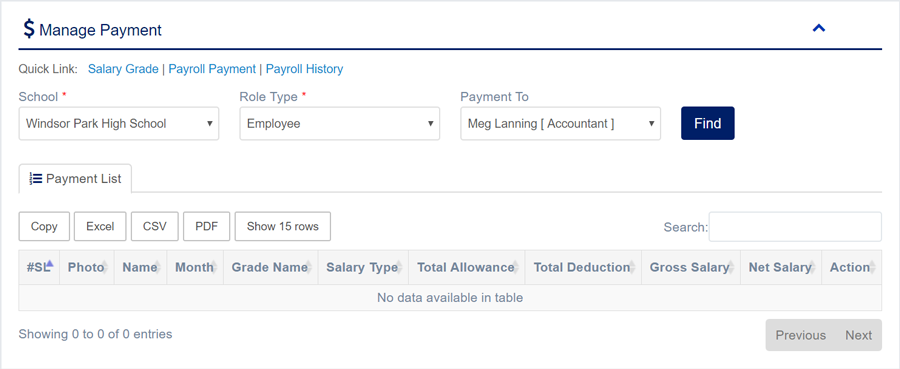 $ Manage Payment
Quick Link: Salary Grade | Payroll Payment | Payroll History
School * Role Type * Payment To
Windsor Park High School Employee Meg Lanning [ Accountant ] Find
Payment List
Copy Excel CSV PDF Show 15 rows Search:
#SL Photo Name Month Grade Name Salary Type Total Allowance Total Deduction Gross Salary Net Salary Action
No data available in table
Showing 0 to 0 of 0 entries Previous Next